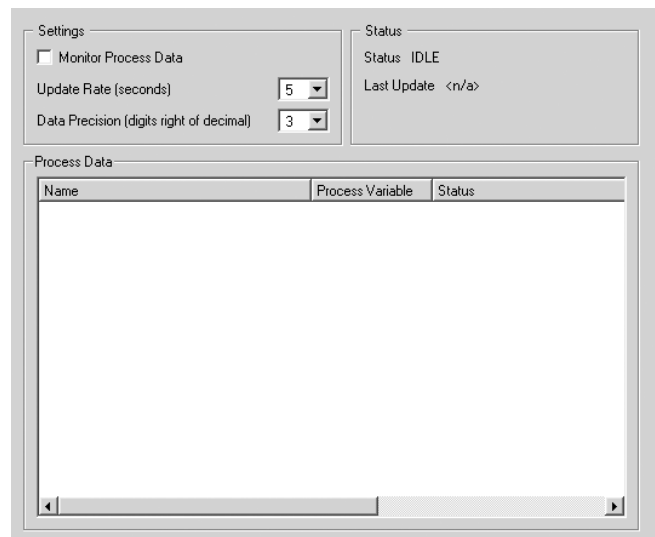 Settings
Monitor Process Data
Update Rate (seconds) 5
Data Precision (digits right of decimal) 3
Status
Status IDLE
Last Update <n/a>
Process Data
Name Process Variable Status